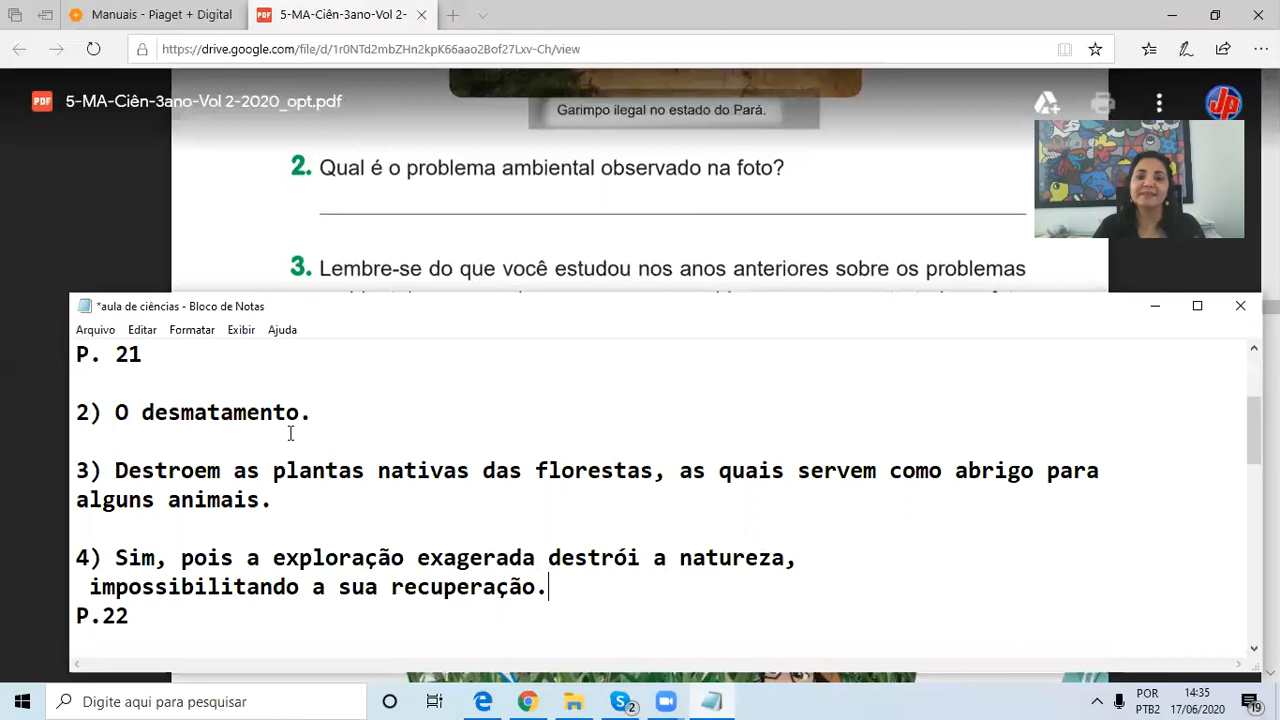 Manuais - Piaget + Digital
5-MA-Ciên-3ano-Vol 2-
https://drive.google.com/file/d/1r0NTd2mbZHn2kpK66aao2Bof27Lxv-Ch/view
PDF
5-MA-Ciên-3ano-Vol 2-2020_opt.pdf
Garimpo ilegal no estado do Pará.
2. Qual é o problema ambiental observado na foto?
3. Lembre-se do que você estudou nos anos anteriores sobre os problemas
*aula de ciências - Bloco de Notas
Arquivo Editar Formatar Exibir Ajuda
P. 21
2) O desmatamento.
3) Destroem as plantas nativas das florestas, as quais servem como abrigo para
alguns animais.
4) Sim, pois a exploração exagerada destrói a natureza,
impossibilitando a sua recuperação.
P.22
Digite aqui para pesquisar
2
POR
PTB2
14:35
17/06/2020
19